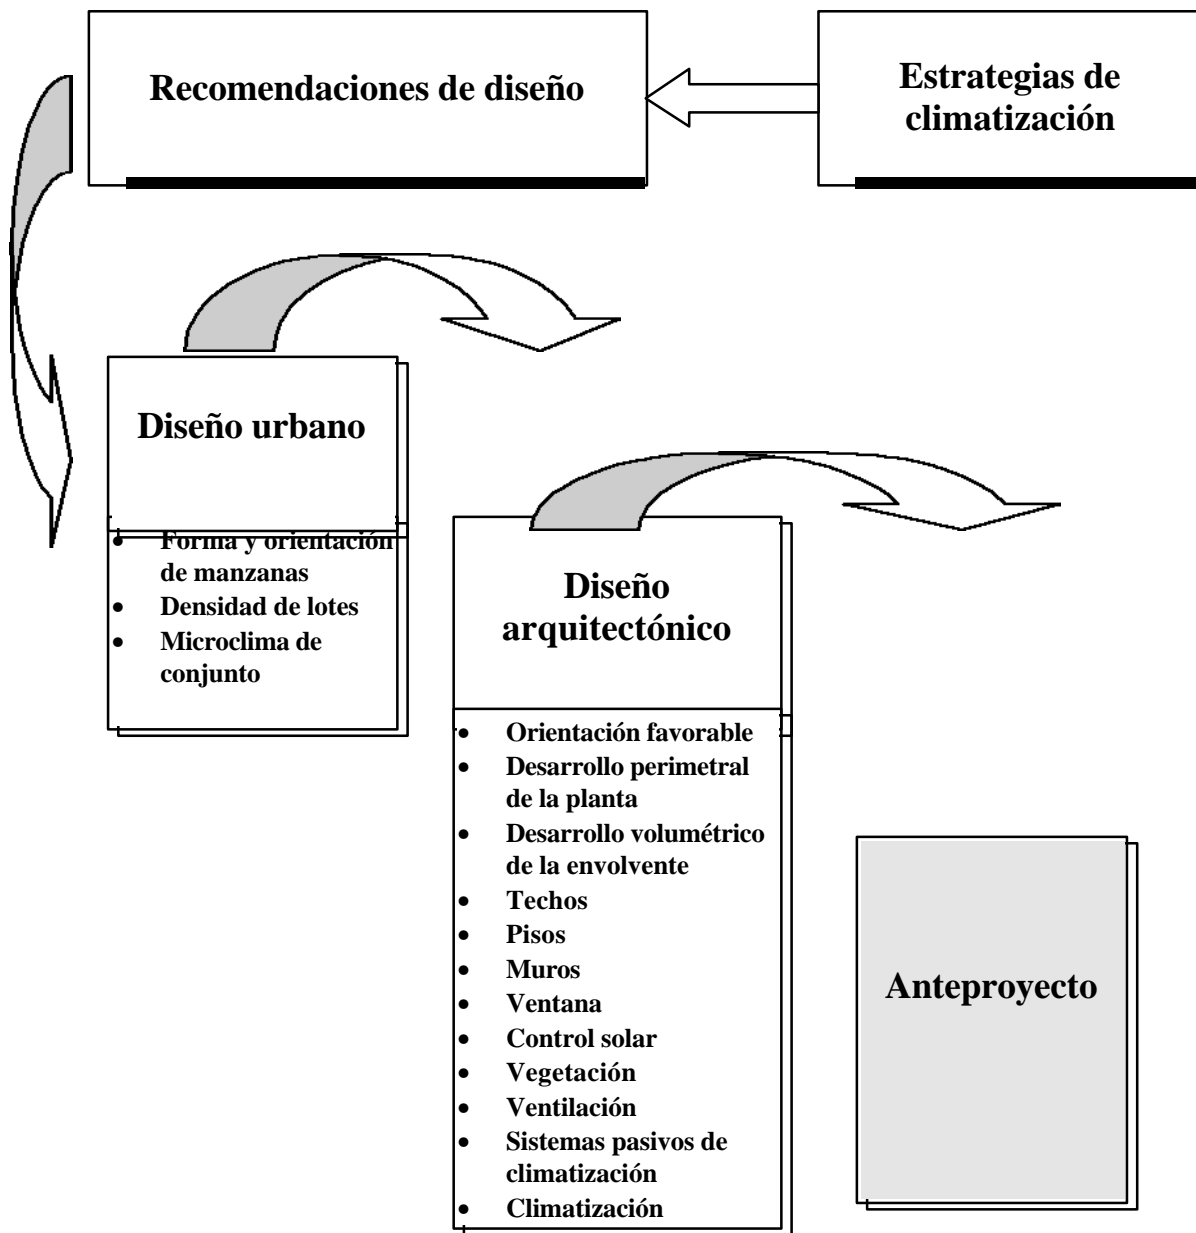 Recomendaciones de diseño
Estrategias de
climatización
Diseño urbano
• Forma y orientación
de manzanas
• Densidad de lotes
• Microclima de
conjunto
Diseño
arquitectónico
• Orientación favorable
• Desarrollo perimetral
de la planta
• Desarrollo volumétrico
de la envolvente
• Techos
• Pisos
• Muros
• Ventana
• Control solar
• Vegetación
• Ventilación
• Sistemas pasivos de
climatización
• Climatización
Anteproyecto